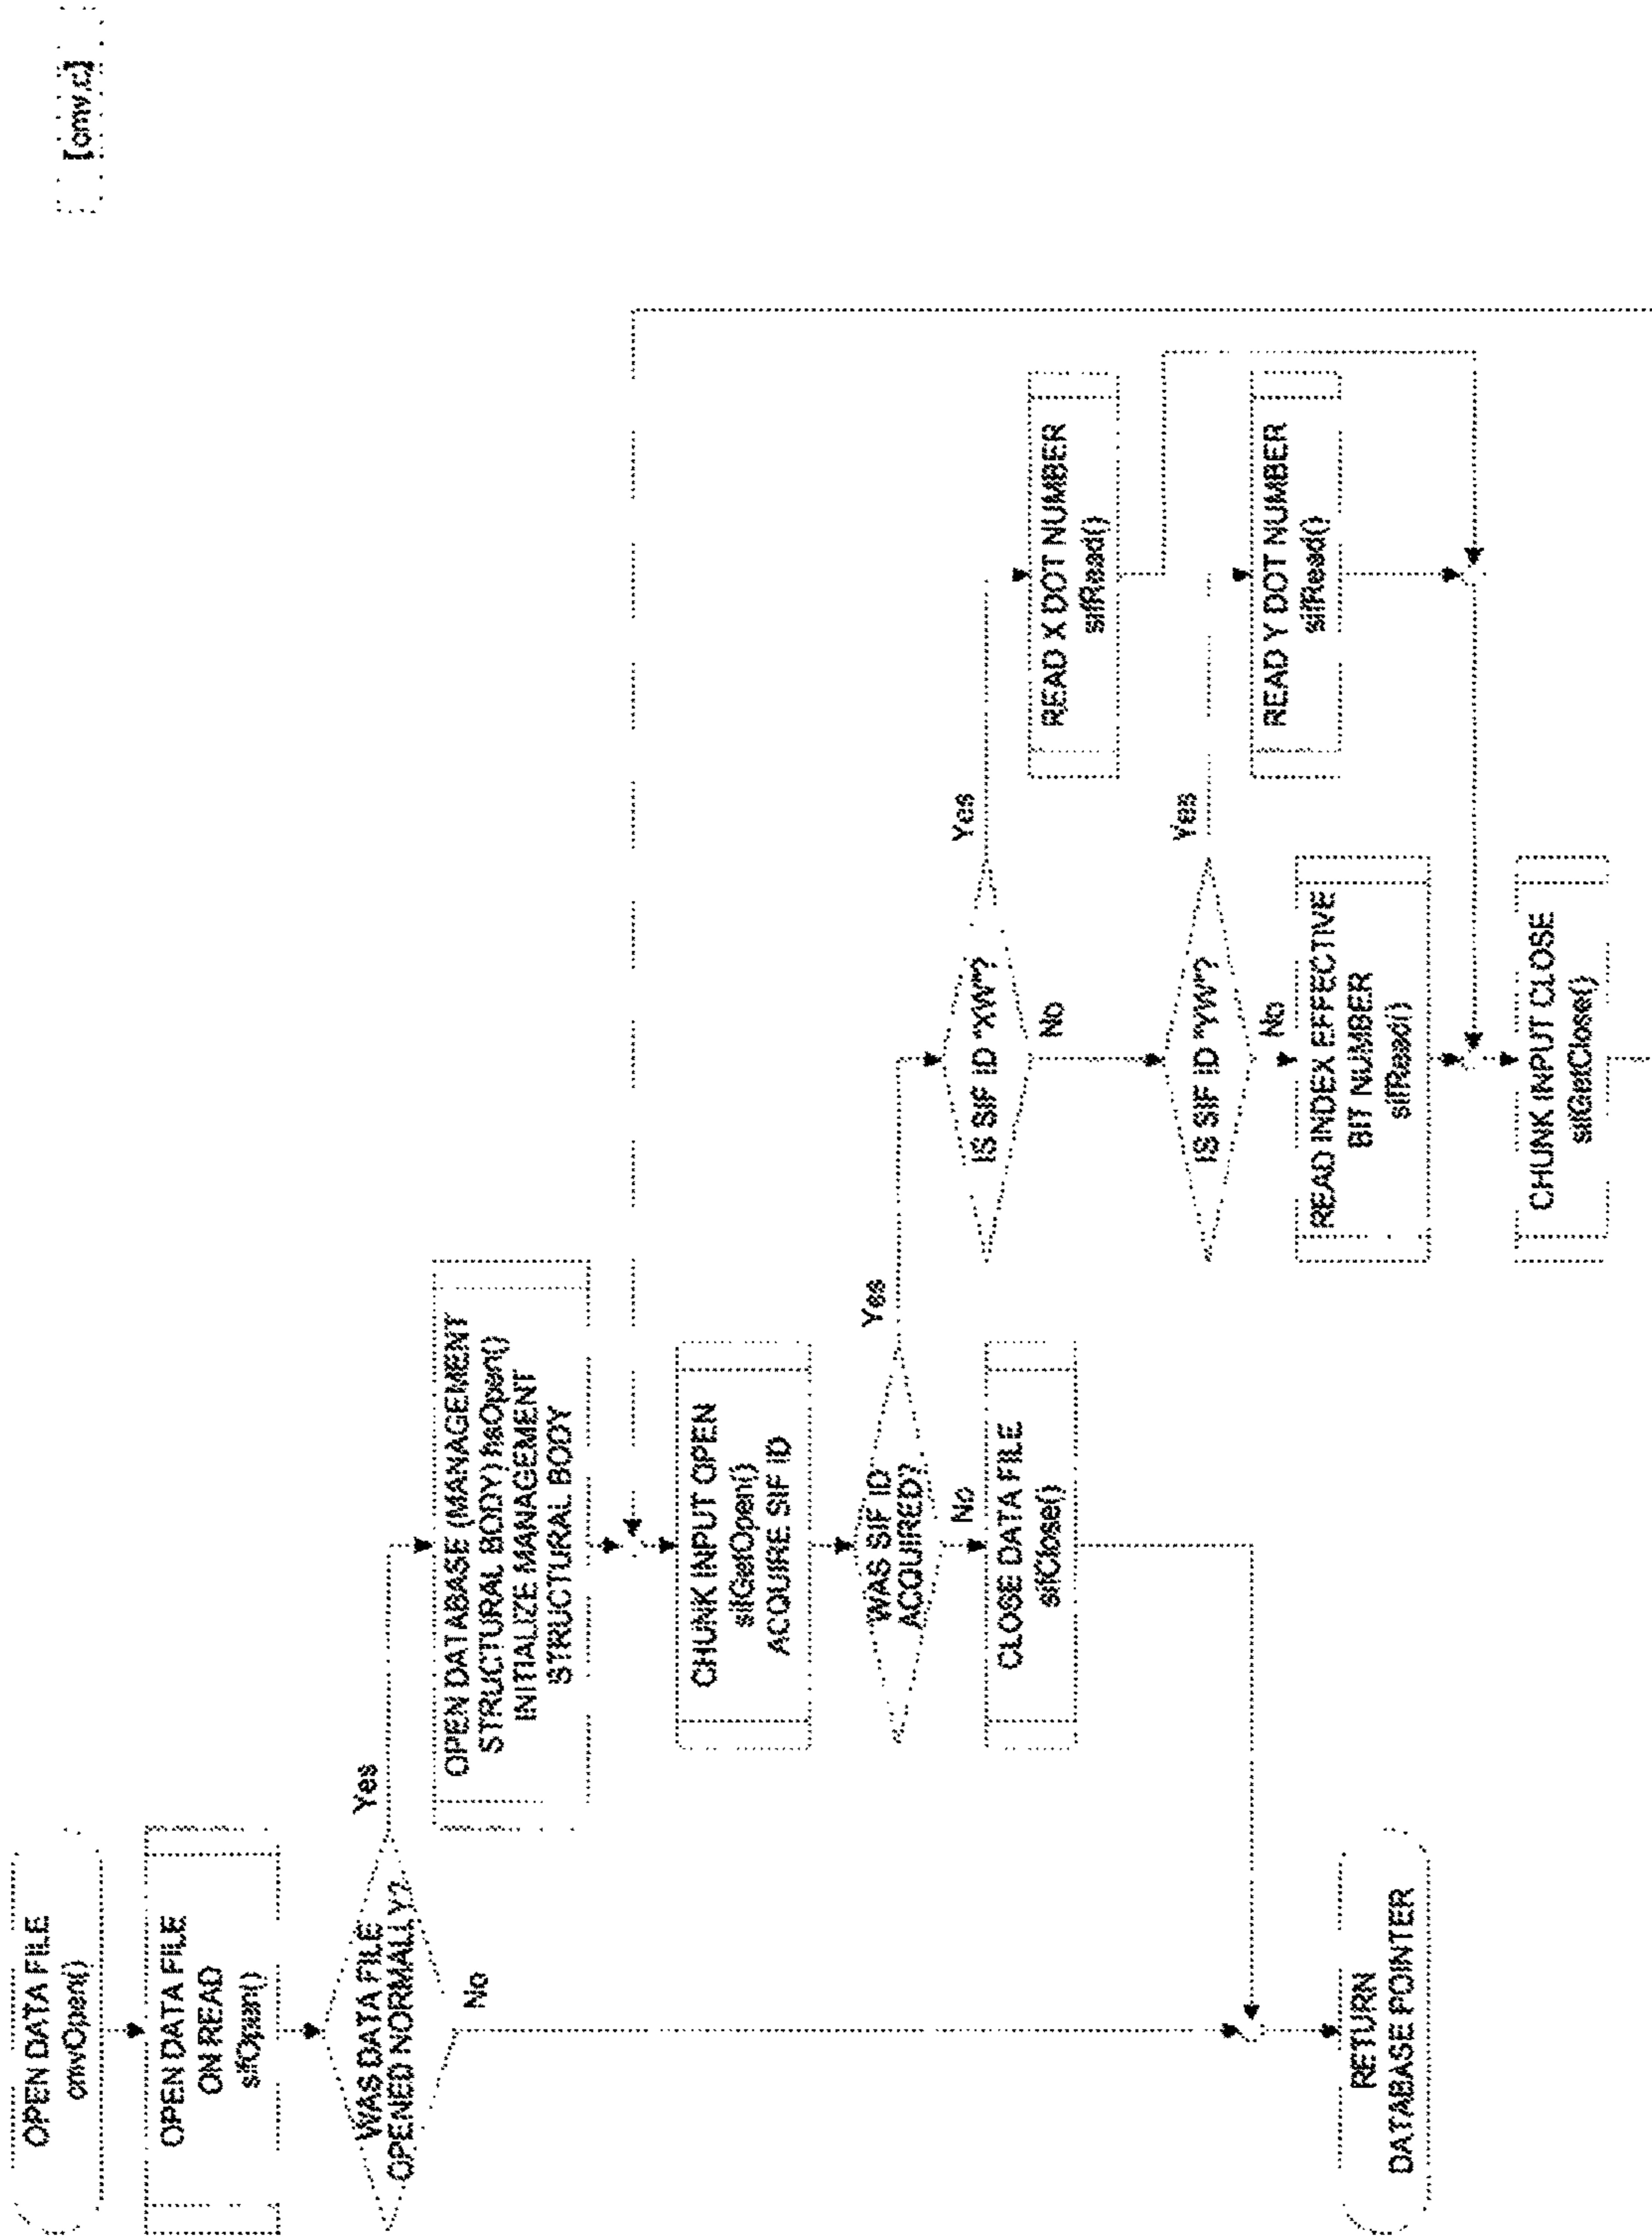 [omv.c]
OPEN DATA FILE
omvOpen()
OPEN DATA FILE
ON READ
sifOpen()
WAS DATA FILE
OPENED NORMALLY?
Yes
No
OPEN DATABASE (MANAGEMENT
STRUCTURAL BODY) hsOpen()
INITIALIZE MANAGEMENT
STRUCTURAL BODY
CHUNK INPUT OPEN
sifGetOpen()
ACQUIRE SIF ID
WAS SIF ID
ACQUIRED?
Yes
No
CLOSE DATA FILE
sifClose()
IS SIF ID "XW"?
Yes
No
READ X DOT NUMBER
sifRead()
IS SIF ID "YW"?
Yes
No
READ Y DOT NUMBER
sifRead()
READ INDEX EFFECTIVE
BIT NUMBER
sifRead()
CHUNK INPUT CLOSE
sifGetClose()
RETURN
DATABASE POINTER